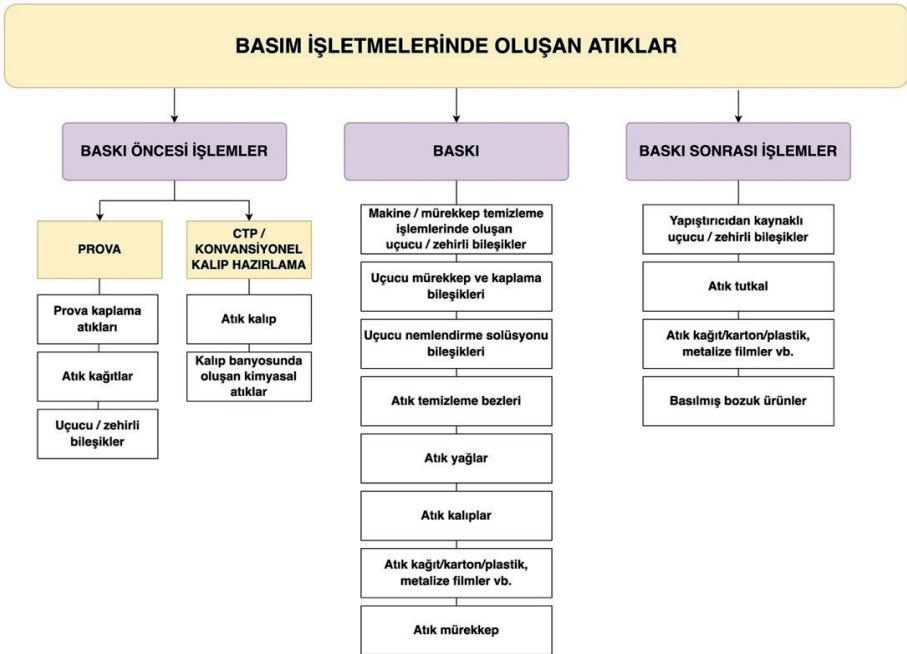 BASIM İŞLETMELERİNDE OLUŞAN ATIKLAR
BASKI ÖNCESİ İŞLEMLER
PROVA
Prova kaplama
atıkları
Atık kağıtlar
Uçucu / zehirli
bileşikler
CTP /
KONVANSİYONEL
KALIP HAZIRLAMA
Atık kalıp
Kalıp banyosunda
oluşan kimyasal
atıklar
BASKI
Makine / mürekkep temizleme
işlemlerinde oluşan
uçucu / zehirli bileşikler
Uçucu mürekkep ve kaplama
bileşikleri
Uçucu nemlendirme solüsyonu
bileşikleri
Atık temizleme bezleri
Atık yağlar
Atık kalıplar
Atık kağıt/karton/plastik,
metalize filmler vb.
Atık mürekkep
BASKI SONRASI İŞLEMLER
Yapıştırıcıdan kaynaklı
uçucu / zehirli bileşikler
Atık tutkal
Atık kağıt/karton/plastik,
metalize filmler vb.
Basılmış bozuk ürünler